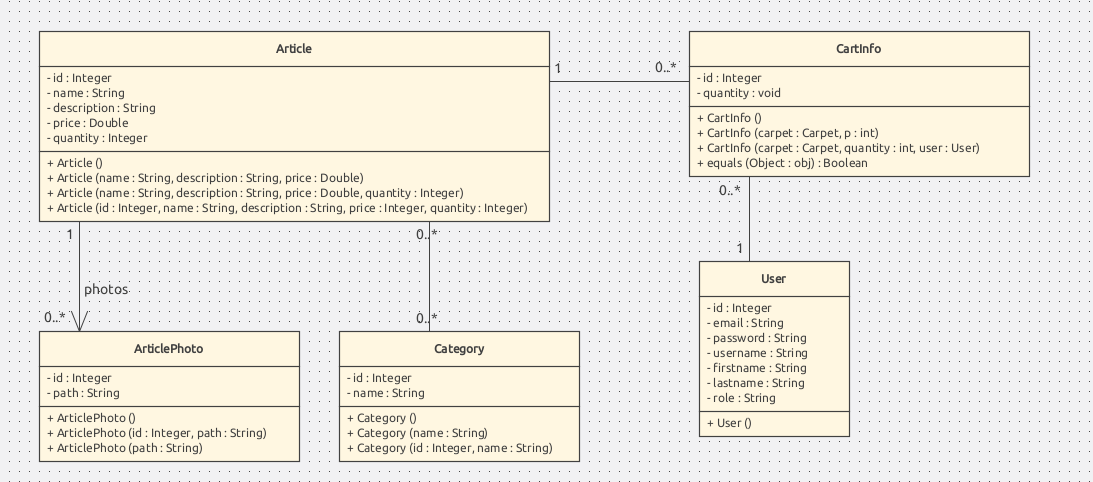 Article
- id : Integer
- name : String
- description : String
- price : Double
- quantity : Integer
+ Article ()
+ Article (name : String, description : String, price : Double)
+ Article (name : String, description : String, price : Double, quantity : Integer)
+ Article (id : Integer, name : String, description : String, price : Integer, quantity : Integer)
1
0..*
CartInfo
- id : Integer
- quantity : void
+ CartInfo ()
+ CartInfo (carpet : Carpet, p : int)
+ CartInfo (carpet : Carpet, quantity : int, user : User)
+ equals (Object : obj) : Boolean
1
photos
0..*
0..*
0..*
0..*
1
ArticlePhoto
- id : Integer
- path : String
+ ArticlePhoto ()
+ ArticlePhoto (id : Integer, path : String)
+ ArticlePhoto (path : String)
Category
- id : Integer
- name : String
+ Category ()
+ Category (name : String)
+ Category (id : Integer, name : String)
User
- id : Integer
- email : String
- password : String
- username : String
- firstname : String
- lastname : String
- role : String
+ User ()